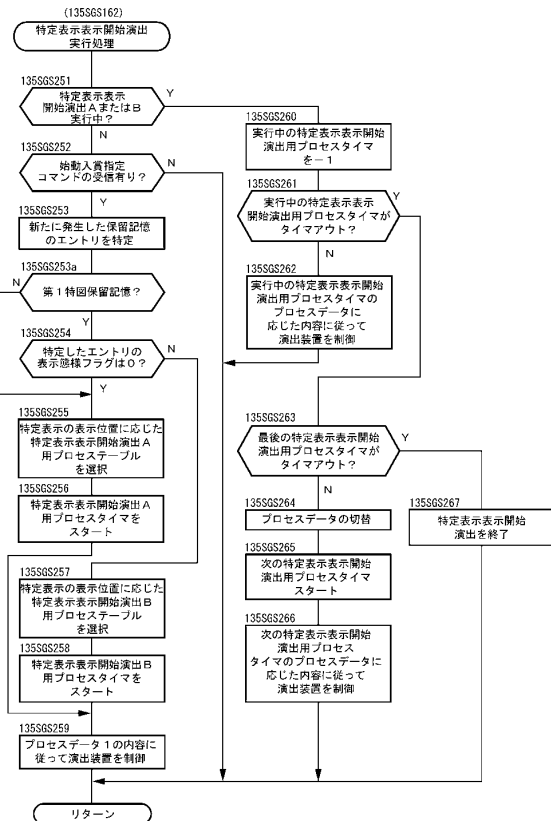 (135SGS162)
特定表示表示開始演出
実行処理
135SGS251
特定表示表示
開始演出AまたはB
実行中？
Y
N
135SGS252
始動入賞指定
コマンドの受信有り？
N
Y
135SGS253
新たに発生した保留記憶
のエントリを特定
135SGS253a
第１特図保留記憶？
N
Y
135SGS254
特定したエントリの
表示態様フラグは０？
N
Y
135SGS255
特定表示の表示位置に応じた
特定表示表示開始演出A
用プロセステーブル
を選択
135SGS256
特定表示表示開始演出A
用プロセスタイマを
スタート
135SGS257
特定表示の表示位置に応じた
特定表示表示開始演出B
用プロセステーブル
を選択
135SGS258
特定表示表示開始演出B
用プロセスタイマを
スタート
135SGS259
プロセスデータ１の内容に
従って演出装置を制御
リターン
135SGS260
実行中の特定表示表示開始
演出用プロセスタイマ
を－１
135SGS261
実行中の特定表示表示
開始演出用プロセスタイマが
タイマアウト？
Y
N
135SGS262
実行中の特定表示表示開始
演出用プロセスタイマの
プロセスデータに
応じた内容に従って
演出装置を制御
135SGS263
最後の特定表示表示開始
演出用プロセスタイマが
タイマアウト？
Y
N
135SGS264
プロセスデータの切替
135SGS265
次の特定表示表示開始
演出用プロセスタイマ
スタート
135SGS266
次の特定表示表示開始
演出用プロセス
タイマのプロセスデータに
応じた内容に従って
演出装置を制御
135SGS267
特定表示表示開始
演出を終了